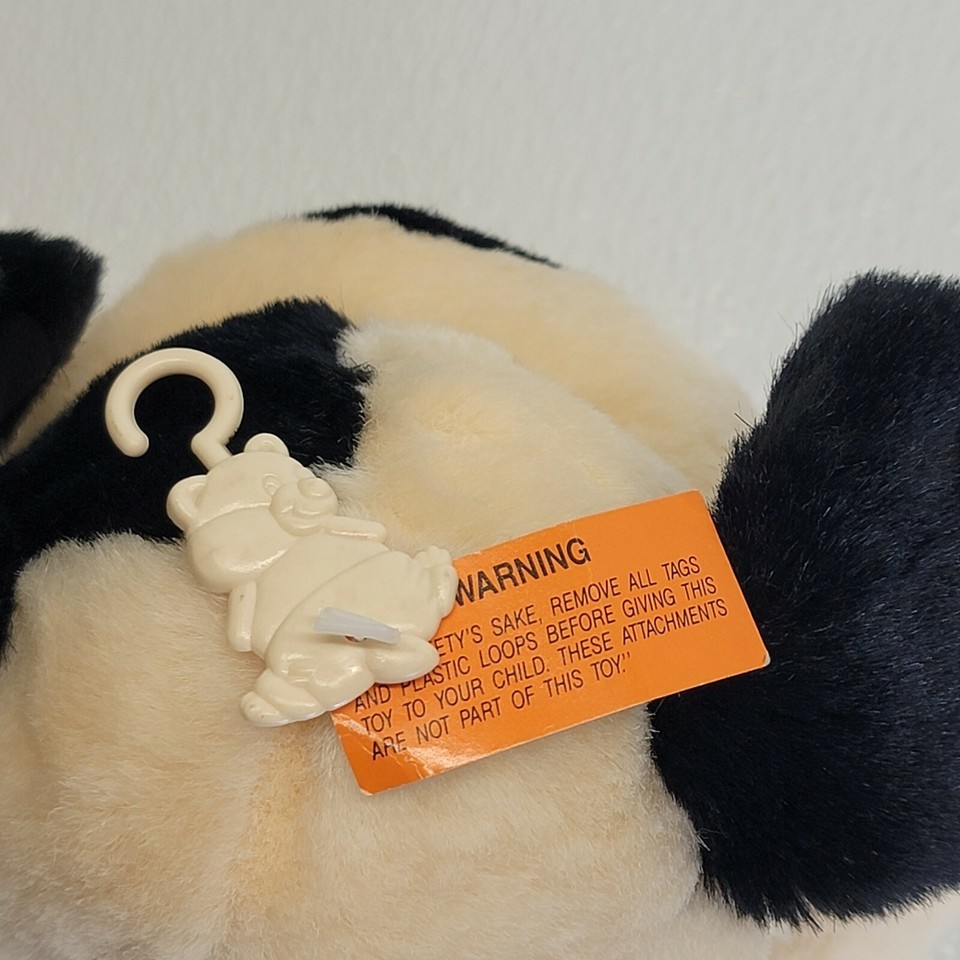 WARNING
ETY'S SAKE, REMOVE ALL TAGS
AND PLASTIC LOOPS BEFORE GIVING THIS
TOY TO YOUR CHILD. THESE ATTACHMENTS
ARE NOT PART OF THIS TOY."